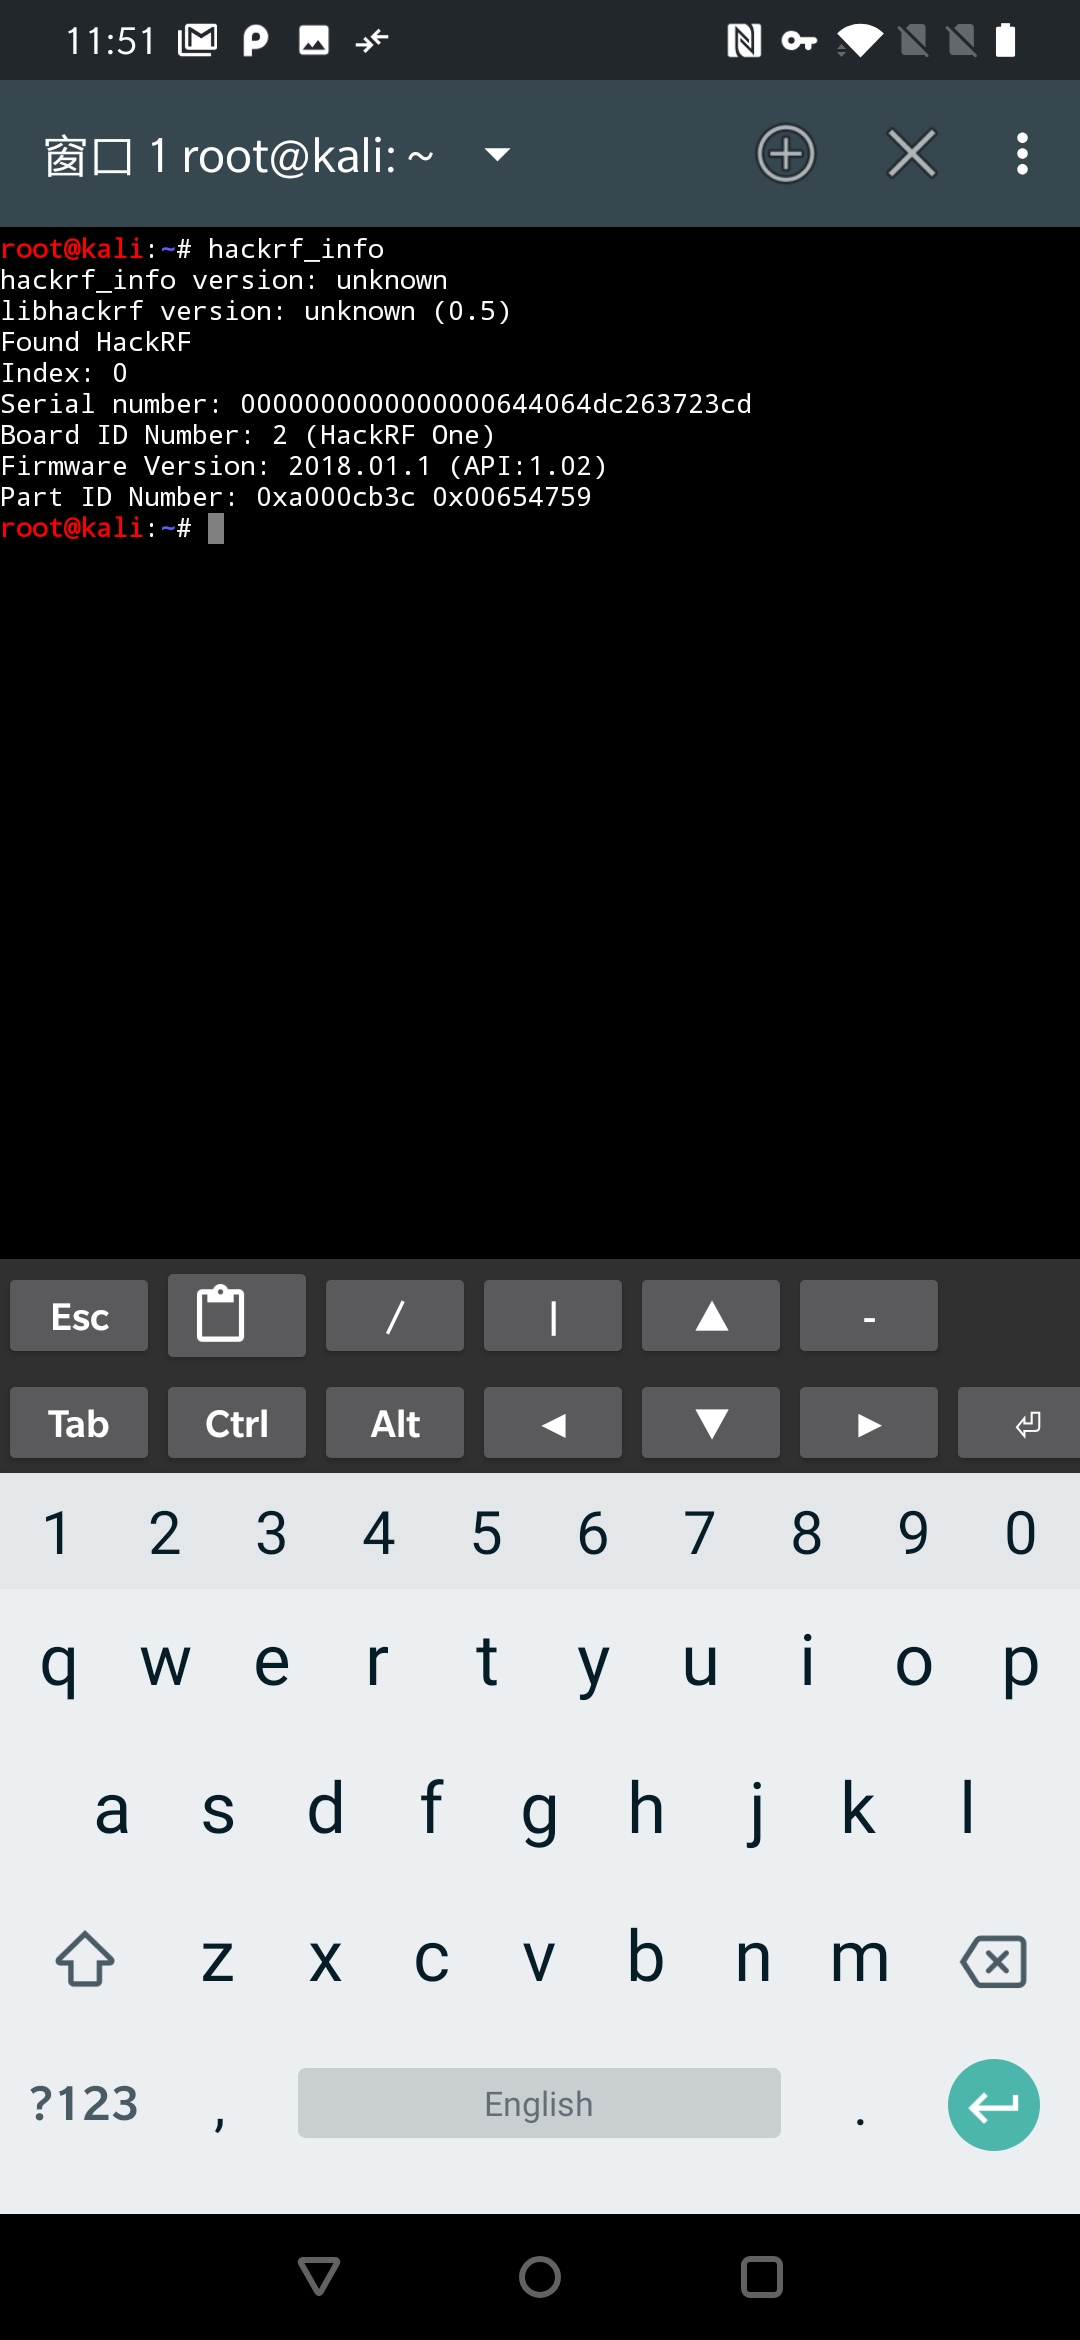 11:51
窗口 1 root@kali: ~
root@kali:~# hackrf_info
hackrf_info version: unknown
libhackrf version: unknown (0.5)
Found HackRF
Index: 0
Serial number: 0000000000000000644064dc263723cd
Board ID Number: 2 (HackRF One)
Firmware Version: 2018.01.1 (API:1.02)
Part ID Number: 0xa000cb3c 0x00654759
root@kali:~#
Esc / | ▲ -
Tab Ctrl Alt ◄ ▼ ►
1 2 3 4 5 6 7 8 9 0
q w e r t y u i o p
a s d f g h j k l
z x c v b n m
?123 , English .